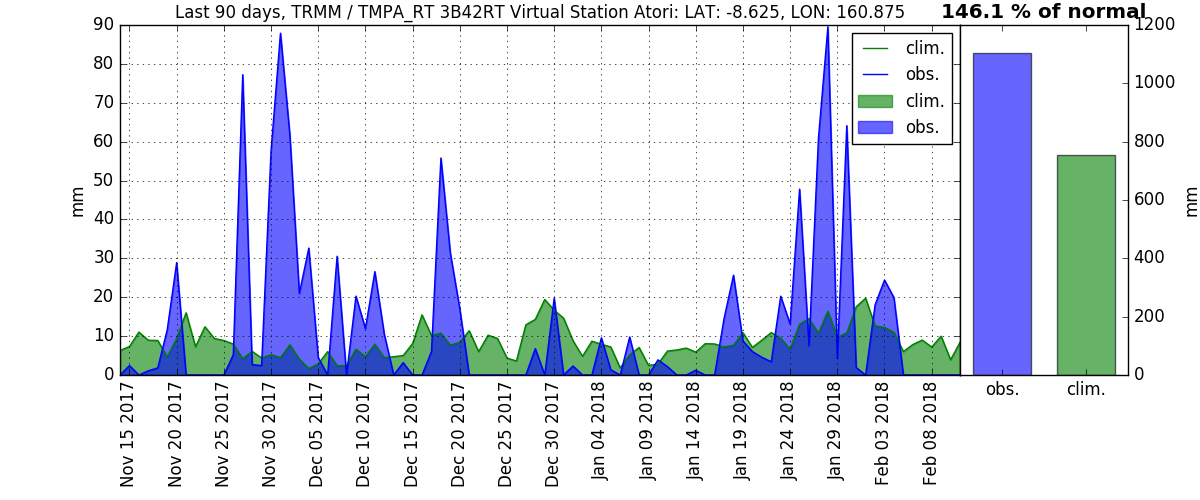 Last 90 days, TRMM / TMPA_RT 3B42RT Virtual Station Atori: LAT: -8.625, LON: 160.875
146.1 % of normal
90
80
70
60
50
40
30
20
10
0
mm
clim.
obs.
clim.
obs.
1200
1000
800
600
400
200
0
mm
obs.
clim.
Nov 15 2017
Nov 20 2017
Nov 25 2017
Nov 30 2017
Dec 05 2017
Dec 10 2017
Dec 15 2017
Dec 20 2017
Dec 25 2017
Dec 30 2017
Jan 04 2018
Jan 09 2018
Jan 14 2018
Jan 19 2018
Jan 24 2018
Jan 29 2018
Feb 03 2018
Feb 08 2018